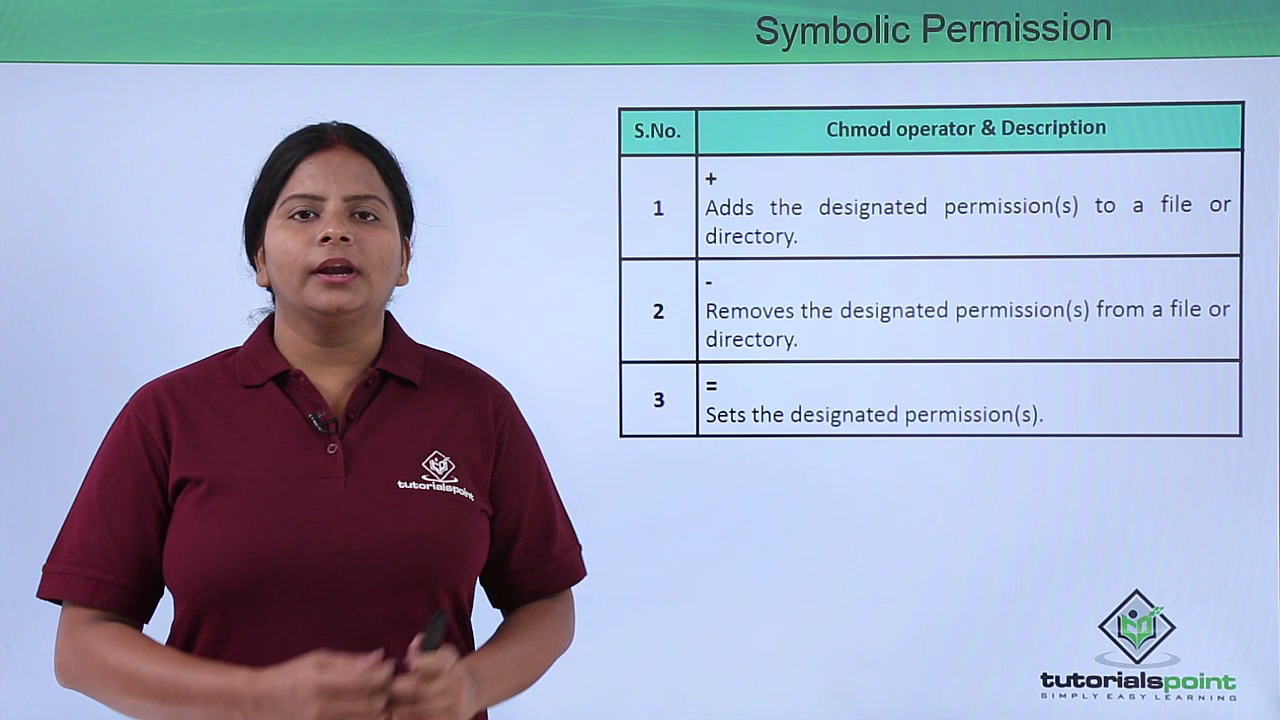 Symbolic Permission
S.No.
Chmod operator & Description
1
+
Adds the designated permission(s) to a file or
directory.
2
-
Removes the designated permission(s) from a file or
directory.
3
=
Sets the designated permission(s).
tutorialspoint
tutorialspoint
SIMPLY EASY LEARNING